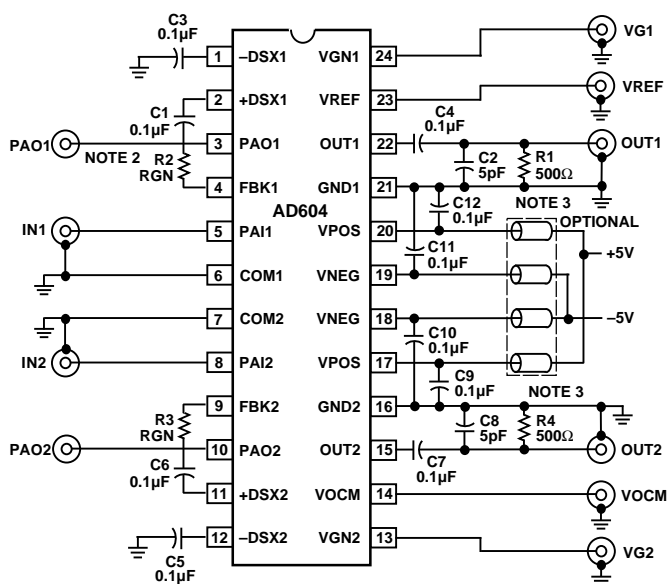 C3
0.1µF
1
–DSX1
VGN1
24
VG1
2
+DSX1
VREF
23
VREF
C1
0.1µF
C4
0.1µF
PAO1
NOTE 2
3
PAO1
OUT1
22
OUT1
R2
RGN
C2
5pF
R1
500Ω
4
FBK1
GND1
21
AD604
C12
0.1µF
NOTE 3
OPTIONAL
IN1
5
PAI1
VPOS
20
+5V
C11
0.1µF
6
COM1
VNEG
19
7
COM2
VNEG
18
–5V
C10
0.1µF
IN2
8
PAI2
VPOS
17
C9
0.1µF
NOTE 3
9
FBK2
GND2
16
R3
RGN
C8
5pF
R4
500Ω
PAO2
10
PAO2
OUT2
15
OUT2
C6
0.1µF
C7
0.1µF
11
+DSX2
VOCM
14
VOCM
12
–DSX2
VGN2
13
VG2
C5
0.1µF